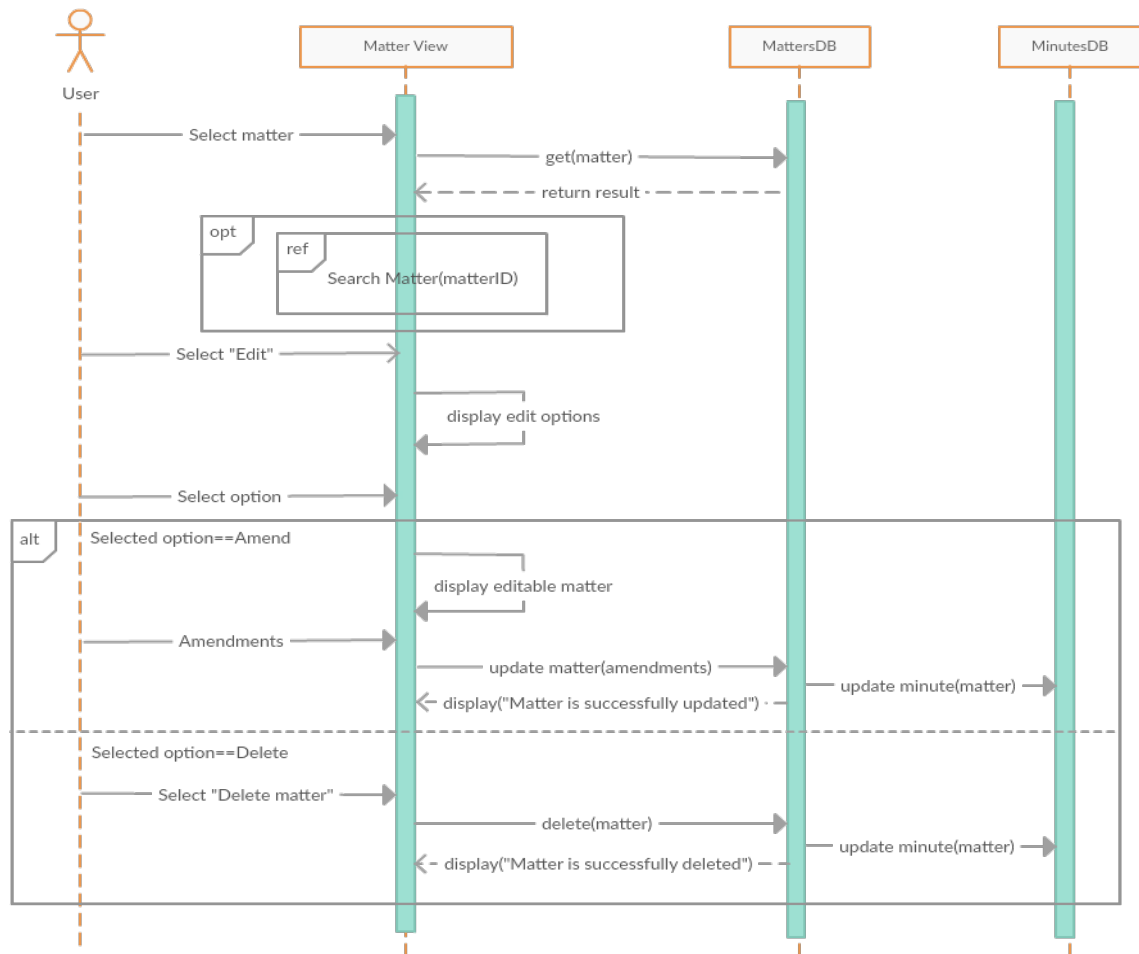 Matter View
MattersDB
MinutesDB
User
Select matter
get(matter)
return result
opt
ref
Search Matter(matterID)
Select "Edit"
display edit options
Select option
alt
Selected option==Amend
display editable matter
Amendments
update matter(amendments)
update minute(matter)
display("Matter is successfully updated")
Selected option==Delete
Select "Delete matter"
delete(matter)
update minute(matter)
display("Matter is successfully deleted")